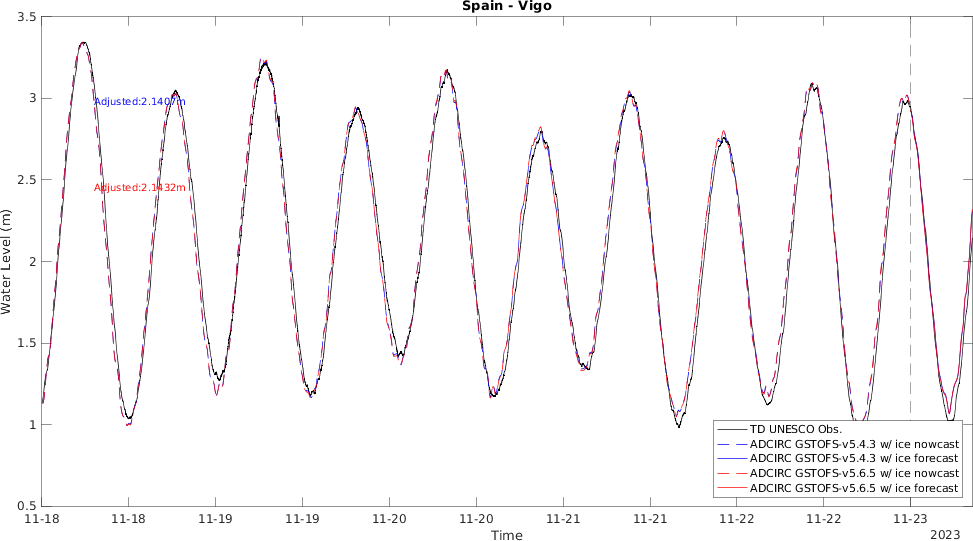 Spain - Vigo
3.5
3
2.5
2
1.5
1
0.5
Water Level (m)
Adjusted:2.1407m
Adjusted:2.1432m
TD UNESCO Obs.
ADCIRC GSTOFS-v5.4.3 w/ ice nowcast
ADCIRC GSTOFS-v5.4.3 w/ ice forecast
ADCIRC GSTOFS-v5.6.5 w/ ice nowcast
ADCIRC GSTOFS-v5.6.5 w/ ice forecast
11-18 11-18 11-19 11-19 11-20 11-20 11-21 11-21 11-22 11-22 11-23
Time
2023